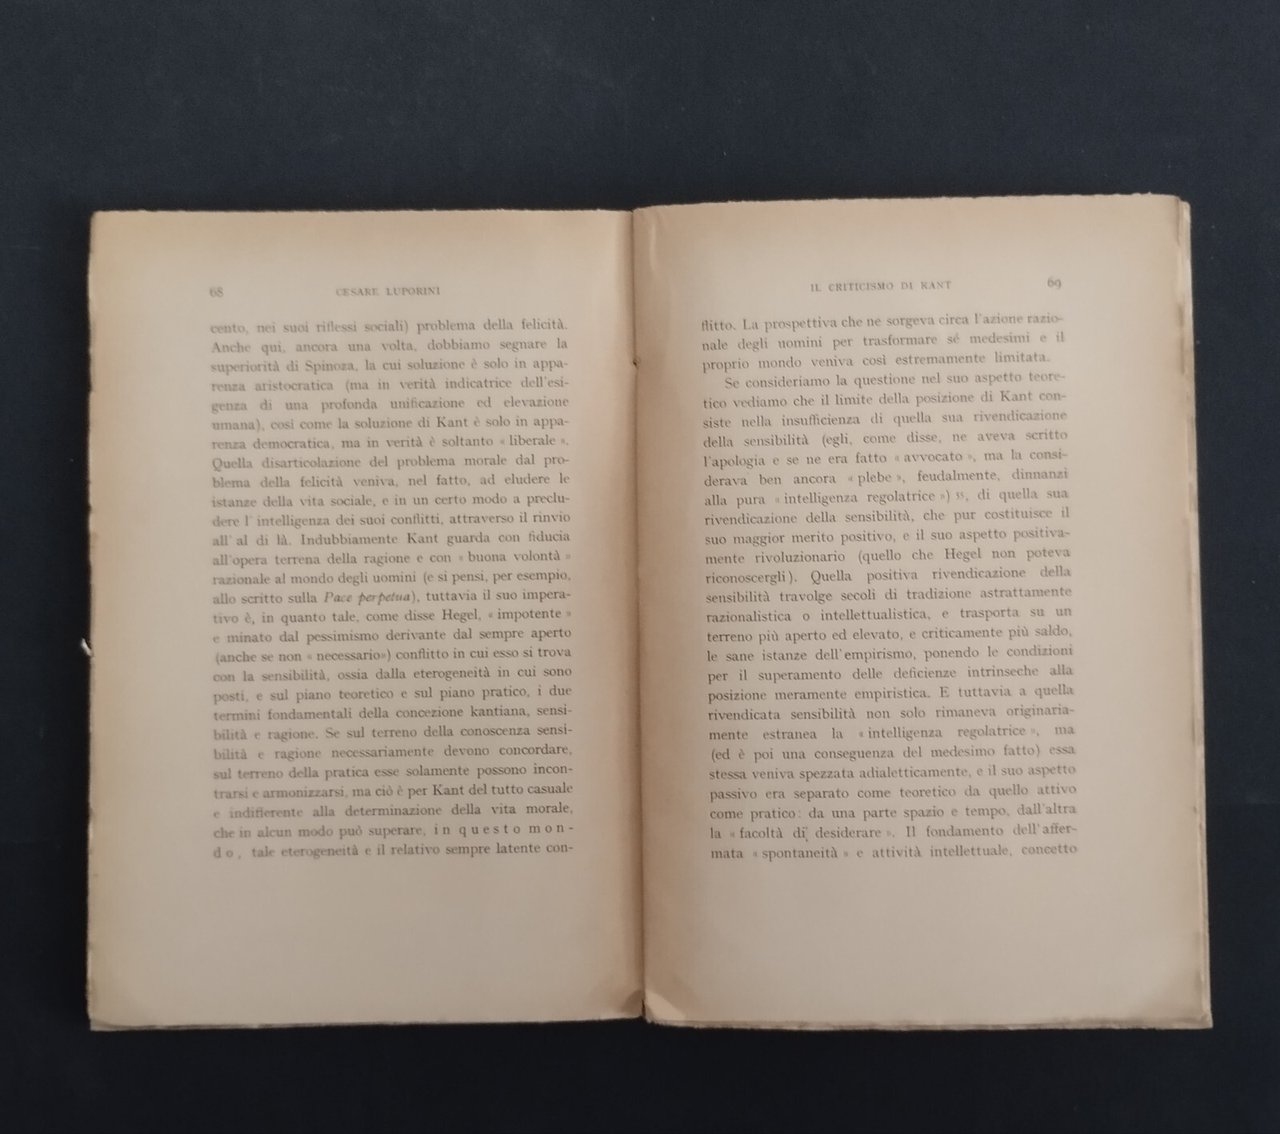 68
CESARE LUPORINI
cento, nei suoi riflessi sociali) problema della felicità.
Anche qui, ancora una volta, dobbiamo segnare la
superiorità di Spinoza, la cui soluzione è solo in appa-
renza aristocratica (ma in verità indicatrice dell'esi-
genza di una profonda unificazione ed elevazione
umana), così come la soluzione di Kant è solo in appa-
renza democratica, ma in verità è soltanto « liberale ».
Quella disarticolazione del problema morale dal pro-
blema della felicità veniva, nel fatto, ad eludere le
istanze della vita sociale, e in un certo modo a preclu-
dere l' intelligenza dei suoi conflitti, attraverso il rinvio
all' al di là. Indubbiamente Kant guarda con fiducia
all'opera terrena della ragione e con « buona volontà »
razionale al mondo degli uomini (e si pensi, per esempio,
allo scritto sulla Pace perpetua), tuttavia il suo impera-
tivo è, in quanto tale, come disse Hegel, « impotente »
e minato dal pessimismo derivante dal sempre aperto
(anche se non « necessario») conflitto in cui esso si trova
con la sensibilità, ossia dalla eterogeneità in cui sono
posti, e sul piano teoretico e sul piano pratico, i due
termini fondamentali della concezione kantiana, sensi-
bilità e ragione. Se sul terreno della conoscenza sensi-
bilità e ragione necessariamente devono concordare,
sul terreno della pratica esse solamente possono incon-
trarsi e armonizzarsi, ma ciò è per Kant del tutto casuale
e indifferente alla determinazione della vita morale,
che in alcun modo può superare, in questo mon-
do, tale eterogeneità e il relativo sempre latente con-
IL CRITICISMO DI KANT
69
flitto. La prospettiva che ne sorgeva circa l'azione razio-
nale degli uomini per trasformare sé medesimi e il
proprio mondo veniva così estremamente limitata.
Se consideriamo la questione nel suo aspetto teore-
tico vediamo che il limite della posizione di Kant con-
siste nella insufficienza di quella sua rivendicazione
della sensibilità (egli, come disse, ne aveva scritto
l'apologia e se ne era fatto « avvocato », ma la consi-
derava ben ancora « plebe », feudalmente, dinnanzi
alla pura « intelligenza regolatrice ») 55, di quella sua
rivendicazione della sensibilità, che pur costituisce il
suo maggior merito positivo, e il suo aspetto positiva-
mente rivoluzionario (quello che Hegel non poteva
riconoscergli). Quella positiva rivendicazione della
sensibilità travolge secoli di tradizione astrattamente
razionalistica o intellettualistica, e trasporta su un
terreno più aperto ed elevato, e criticamente più saldo,
le sane istanze dell'empirismo, ponendo le condizioni
per il superamento delle deficienze intrinseche alla
posizione meramente empiristica. E tuttavia a quella
rivendicata sensibilità non solo rimaneva originaria-
mente estranea la « intelligenza regolatrice », ma
(ed è poi una conseguenza del medesimo fatto) essa
stessa veniva spezzata adialetticamente, e il suo aspetto
passivo era separato come teoretico da quello attivo
come pratico: da una parte spazio e tempo, dall'altra
la « facoltà di desiderare ». Il fondamento dell'affer-
mata « spontaneità » e attività intellettuale, concetto